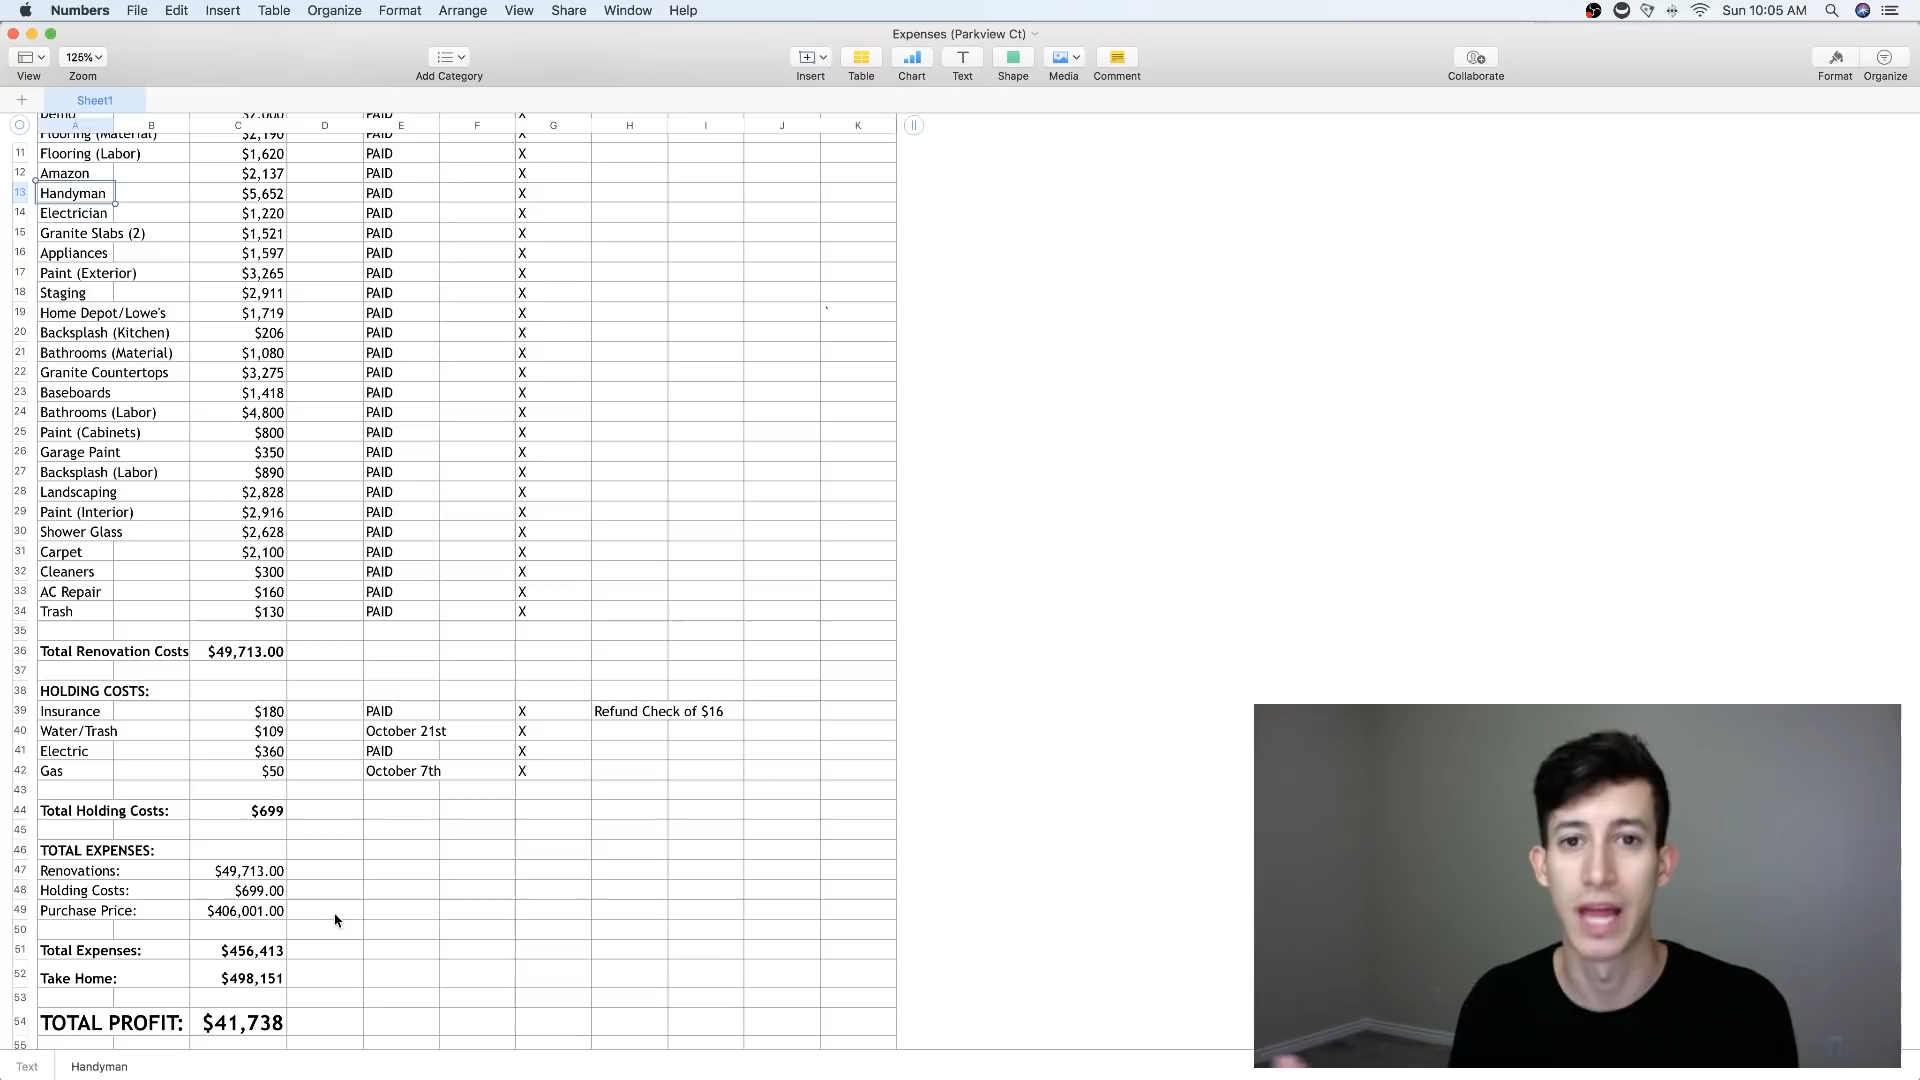 Numbers File Edit Insert Table Organize Format Arrange View Share Window Help Sun 10:05 AM
Expenses (Parkview Ct)
125%
View Zoom Add Category Insert Table Chart Text Shape Media Comment Collaborate Format Organize
Sheet1
Demo $2,000 PAID X
A B C D E F G H I J K
Flooring (Material) $2,190 PAID X
11 Flooring (Labor) $1,620 PAID X
12 Amazon $2,137 PAID X
13 Handyman $5,652 PAID X
14 Electrician $1,220 PAID X
15 Granite Slabs (2) $1,521 PAID X
16 Appliances $1,597 PAID X
17 Paint (Exterior) $3,265 PAID X
18 Staging $2,911 PAID X
19 Home Depot/Lowe's $1,719 PAID X `
20 Backsplash (Kitchen) $206 PAID X
21 Bathrooms (Material) $1,080 PAID X
22 Granite Countertops $3,275 PAID X
23 Baseboards $1,418 PAID X
24 Bathrooms (Labor) $4,800 PAID X
25 Paint (Cabinets) $800 PAID X
26 Garage Paint $350 PAID X
27 Backsplash (Labor) $890 PAID X
28 Landscaping $2,828 PAID X
29 Paint (Interior) $2,916 PAID X
30 Shower Glass $2,628 PAID X
31 Carpet $2,100 PAID X
32 Cleaners $300 PAID X
33 AC Repair $160 PAID X
34 Trash $130 PAID X
35
36 Total Renovation Costs $49,713.00
37
38 HOLDING COSTS:
39 Insurance $180 PAID X Refund Check of $16
40 Water/Trash $109 October 21st X
41 Electric $360 PAID X
42 Gas $50 October 7th X
43
44 Total Holding Costs: $699
45
46 TOTAL EXPENSES:
47 Renovations: $49,713.00
48 Holding Costs: $699.00
49 Purchase Price: $406,001.00
50
51 Total Expenses: $456,413
52 Take Home: $498,151
53
54 TOTAL PROFIT: $41,738
55
Text Handyman